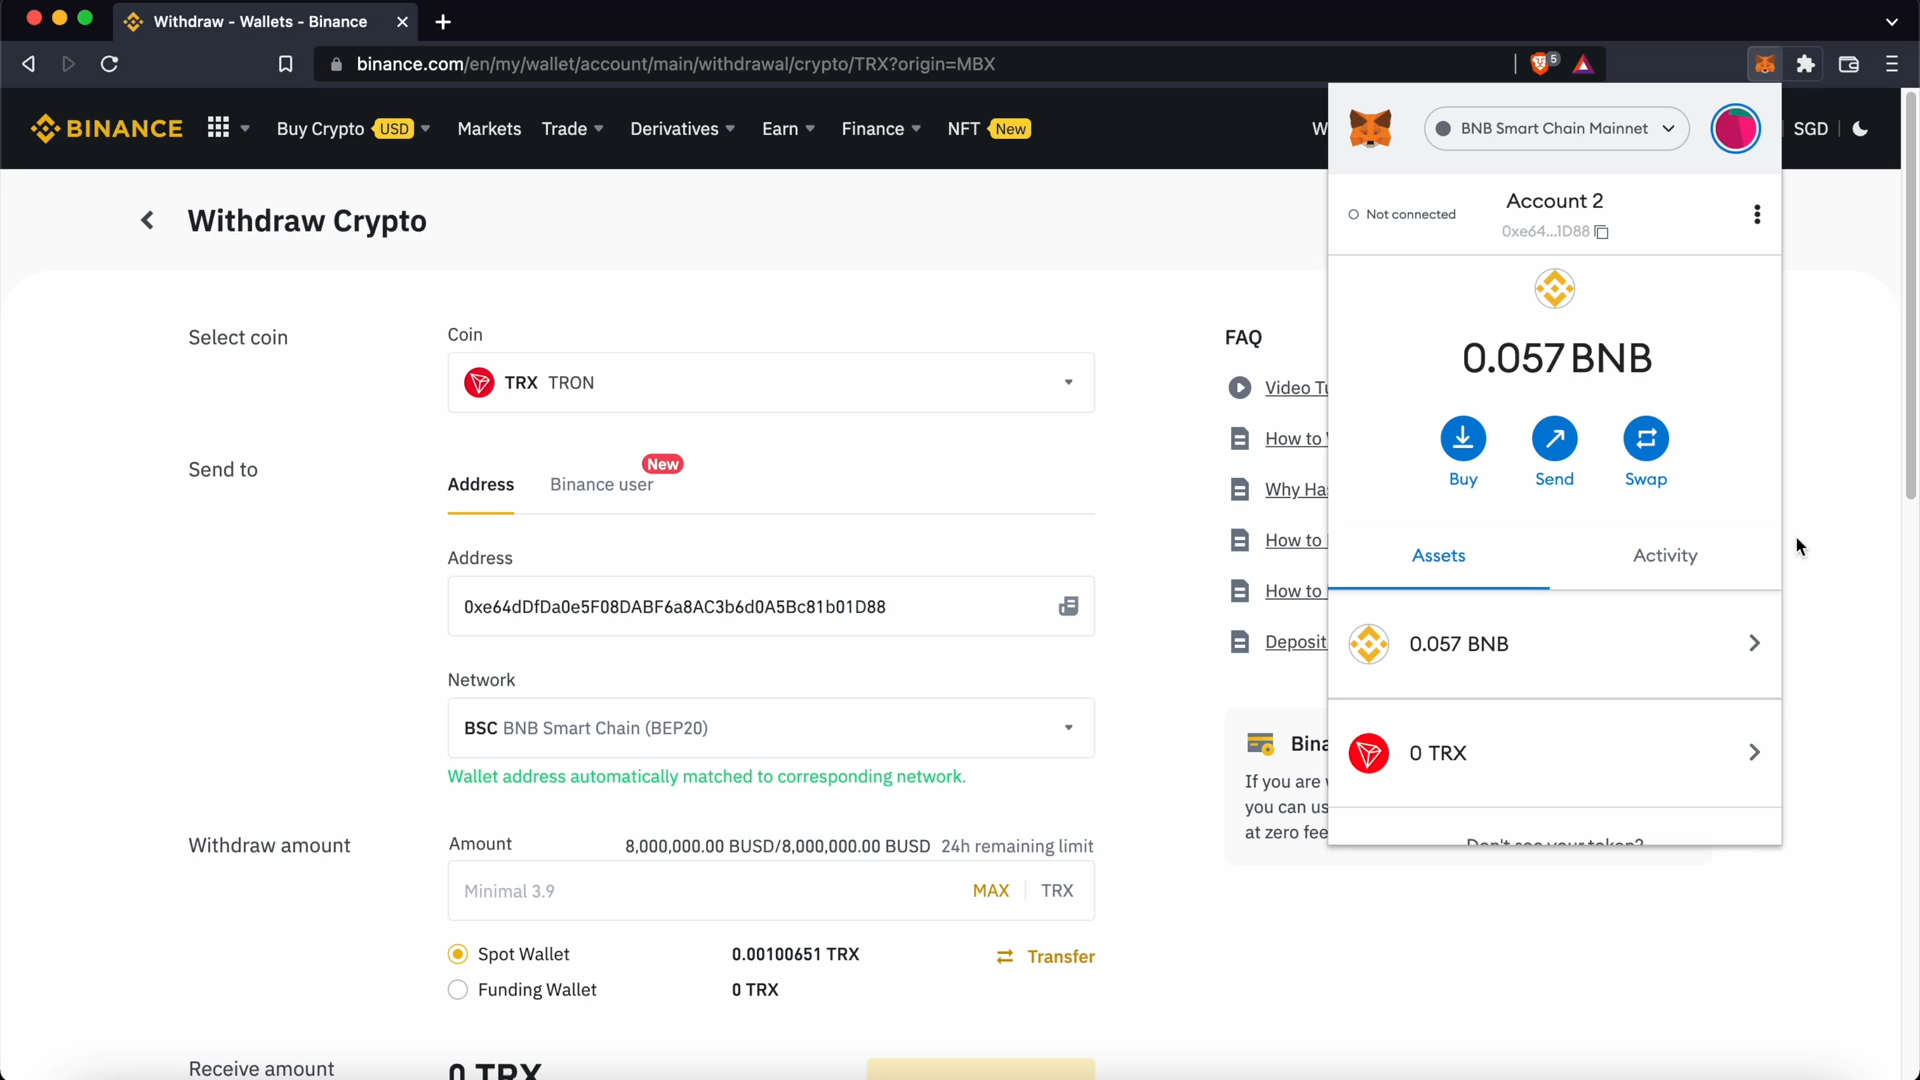 Withdraw - Wallets - Binance
binance.com/en/my/wallet/account/main/withdrawal/crypto/TRX?origin=MBX
5
BINANCE
Buy Crypto USD
Markets
Trade
Derivatives
Earn
Finance
NFT New
W
SGD
Withdraw Crypto
Select coin
Coin
TRX TRON
Send to
Address
Binance user
New
Address
0xe64dDfDa0e5F08DABF6a8AC3b6d0A5Bc81b01D88
Network
BSC BNB Smart Chain (BEP20)
Wallet address automatically matched to corresponding network.
Withdraw amount
Amount
8,000,000.00 BUSD/8,000,000.00 BUSD 24h remaining limit
Minimal 3.9
MAX
TRX
Spot Wallet
0.00100651 TRX
Transfer
Funding Wallet
0 TRX
Receive amount
0 TRX
FAQ
Video Tu
How to
Why Ha
How to
How to
Deposit
Bina
If you are
you can us
at zero fee
BNB Smart Chain Mainnet
Not connected
Account 2
0xe64...1D88
0.057 BNB
Buy
Send
Swap
Assets
Activity
0.057 BNB
0 TRX
Don't see your token?